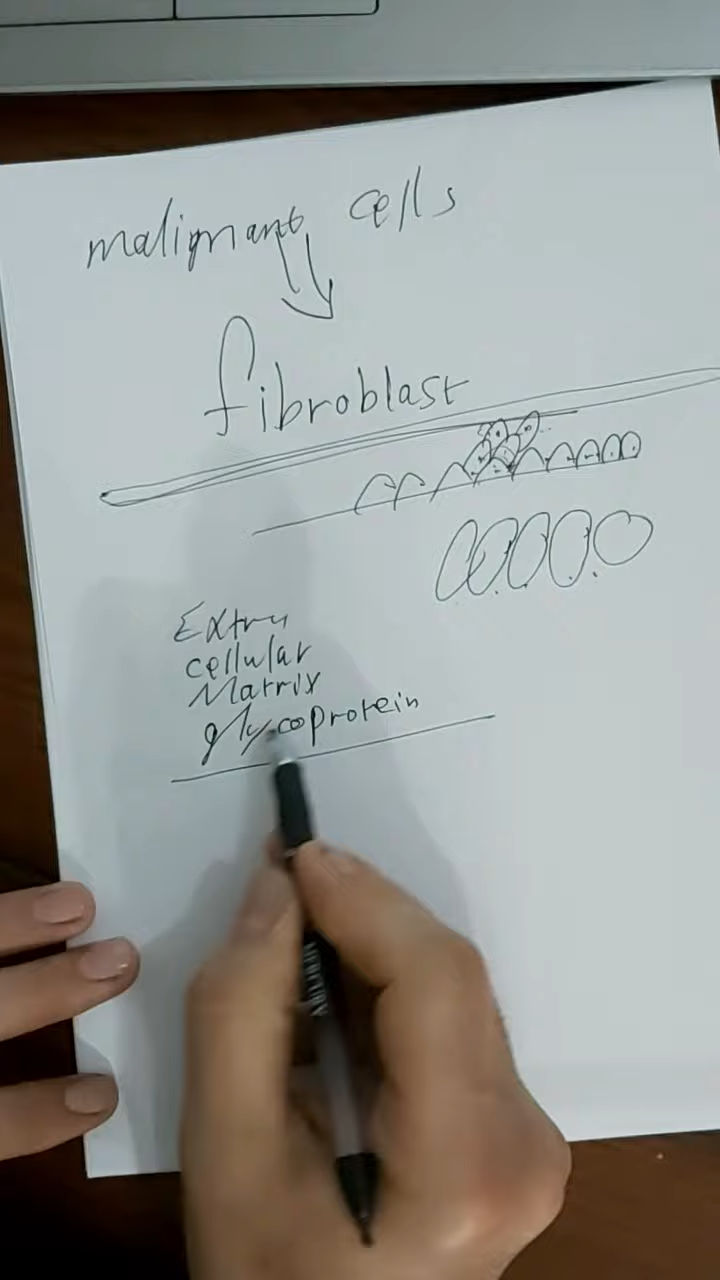 malignant cells
fibroblast
Extra
cellular
Matrix
glycoprotein